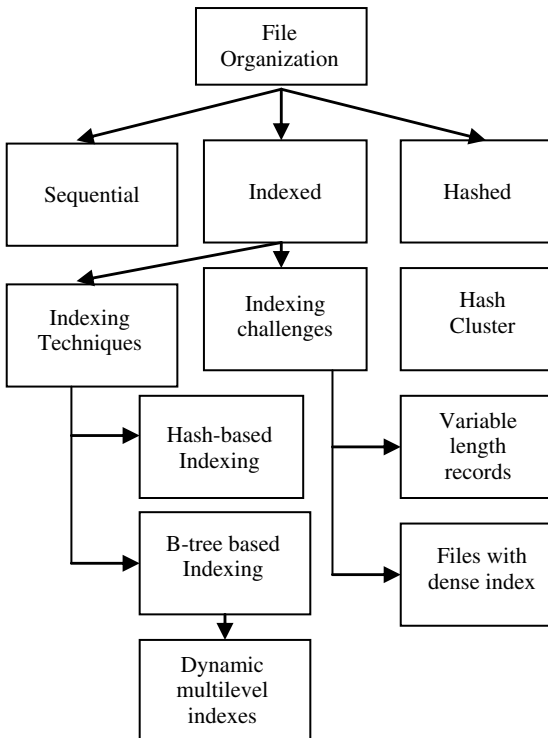 File
Organization
Sequential
Indexed
Hashed
Indexing
Techniques
Indexing
challenges
Hash
Cluster
Hash-based
Indexing
Variable
length
records
B-tree based
Indexing
Files with
dense index
Dynamic
multilevel
indexes